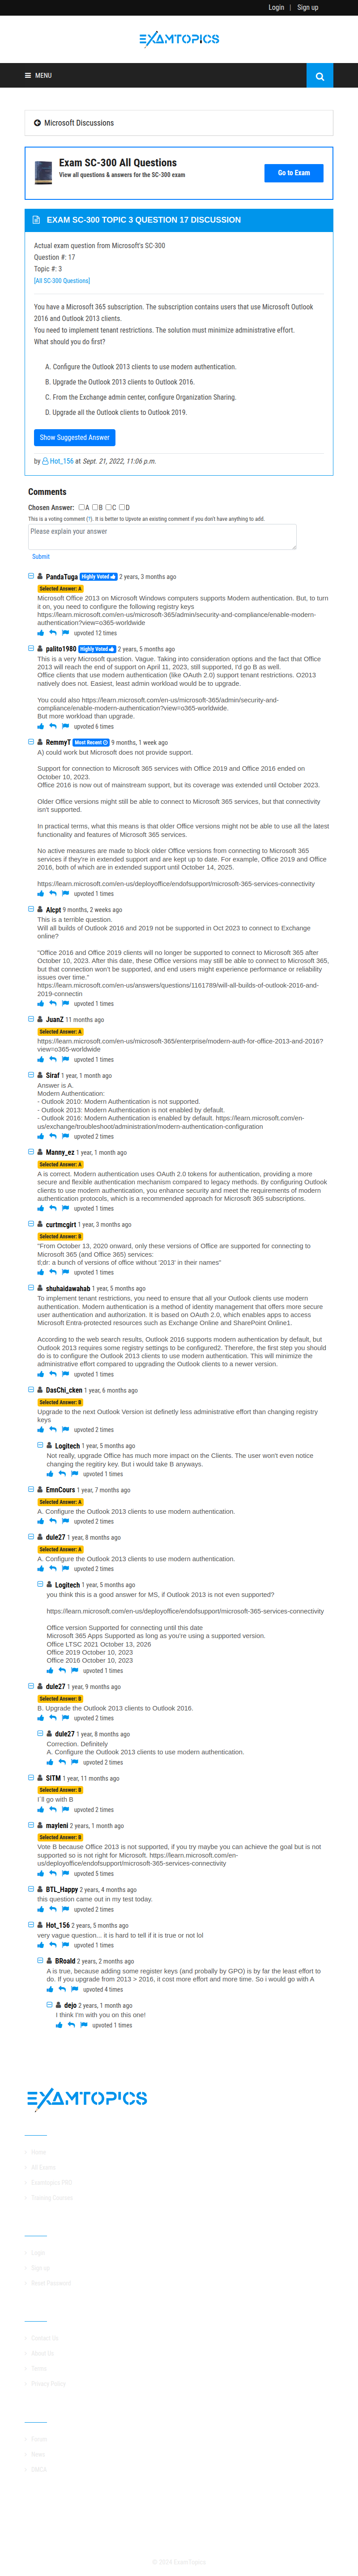 Login | Sign up
EXAMTOPICS
MENU
Microsoft Discussions
Exam SC-300 All Questions
View all questions & answers for the SC-300 exam
Go to Exam
EXAM SC-300 TOPIC 3 QUESTION 17 DISCUSSION
Actual exam question from Microsoft's SC-300
Question #: 17
Topic #: 3
[All SC-300 Questions]
You have a Microsoft 365 subscription. The subscription contains users that use Microsoft Outlook
2016 and Outlook 2013 clients.
You need to implement tenant restrictions. The solution must minimize administrative effort.
What should you do first?
A. Configure the Outlook 2013 clients to use modern authentication.
B. Upgrade the Outlook 2013 clients to Outlook 2016.
C. From the Exchange admin center, configure Organization Sharing.
D. Upgrade all the Outlook clients to Outlook 2019.
Show Suggested Answer
by Hot_156 at Sept. 21, 2022, 11:06 p.m.
Comments
Chosen Answer: A B C D
This is a voting comment (?). It is better to Upvote an existing comment if you don't have anything to add.
Please explain your answer
Submit
PandaTuga Highly Voted 2 years, 3 months ago
Selected Answer: A
Microsoft Office 2013 on Microsoft Windows computers supports Modern authentication. But, to turn
it on, you need to configure the following registry keys
https://learn.microsoft.com/en-us/microsoft-365/admin/security-and-compliance/enable-modern-
authentication?view=o365-worldwide
upvoted 12 times
palito1980 Highly Voted 2 years, 5 months ago
This is a very Microsoft question. Vague. Taking into consideration options and the fact that Office
2013 will reach the end of support on April 11, 2023, still supported, I'd go B as well.
Office clients that use modern authentication (like OAuth 2.0) support tenant restrictions. O2013
natively does not. Easiest, least admin workload would be to upgrade.
You could also https://learn.microsoft.com/en-us/microsoft-365/admin/security-and-
compliance/enable-modern-authentication?view=o365-worldwide.
But more workload than upgrade.
upvoted 6 times
RemmyT Most Recent 9 months, 1 week ago
A) could work but Microsoft does not provide support.
Support for connection to Microsoft 365 services with Office 2019 and Office 2016 ended on
October 10, 2023.
Office 2016 is now out of mainstream support, but its coverage was extended until October 2023.
Older Office versions might still be able to connect to Microsoft 365 services, but that connectivity
isn't supported.
In practical terms, what this means is that older Office versions might not be able to use all the latest
functionality and features of Microsoft 365 services.
No active measures are made to block older Office versions from connecting to Microsoft 365
services if they're in extended support and are kept up to date. For example, Office 2019 and Office
2016, both of which are in extended support until October 14, 2025.
https://learn.microsoft.com/en-us/deployoffice/endofsupport/microsoft-365-services-connectivity
upvoted 1 times
Alcpt 9 months, 2 weeks ago
This is a terrible question.
Will all builds of Outlook 2016 and 2019 not be supported in Oct 2023 to connect to Exchange
online?
"Office 2016 and Office 2019 clients will no longer be supported to connect to Microsoft 365 after
October 10, 2023. After this date, these Office versions may still be able to connect to Microsoft 365,
but that connection won't be supported, and end users might experience performance or reliability
issues over time."
https://learn.microsoft.com/en-us/answers/questions/1161789/will-all-builds-of-outlook-2016-and-
2019-connectin
upvoted 1 times
JuanZ 11 months ago
Selected Answer: A
https://learn.microsoft.com/en-us/microsoft-365/enterprise/modern-auth-for-office-2013-and-2016?
view=o365-worldwide
upvoted 1 times
Siraf 1 year, 1 month ago
Answer is A.
Modern Authentication:
- Outlook 2010: Modern Authentication is not supported.
- Outlook 2013: Modern Authentication is not enabled by default.
- Outlook 2016: Modern Authentication is enabled by default. https://learn.microsoft.com/en-
us/exchange/troubleshoot/administration/modern-authentication-configuration
upvoted 2 times
Manny_ez 1 year, 1 month ago
Selected Answer: A
A is correct. Modern authentication uses OAuth 2.0 tokens for authentication, providing a more
secure and flexible authentication mechanism compared to legacy methods. By configuring Outlook
clients to use modern authentication, you enhance security and meet the requirements of modern
authentication protocols, which is a recommended approach for Microsoft 365 subscriptions.
upvoted 1 times
curtmcgirt 1 year, 3 months ago
Selected Answer: B
"From October 13, 2020 onward, only these versions of Office are supported for connecting to
Microsoft 365 (and Office 365) services:
tl;dr: a bunch of versions of office without '2013' in their names"
upvoted 1 times
shuhaidawahab 1 year, 5 months ago
To implement tenant restrictions, you need to ensure that all your Outlook clients use modern
authentication. Modern authentication is a method of identity management that offers more secure
user authentication and authorization. It is based on OAuth 2.0, which enables your apps to access
Microsoft Entra-protected resources such as Exchange Online and SharePoint Online1.
According to the web search results, Outlook 2016 supports modern authentication by default, but
Outlook 2013 requires some registry settings to be configured2. Therefore, the first step you should
do is to configure the Outlook 2013 clients to use modern authentication. This will minimize the
administrative effort compared to upgrading the Outlook clients to a newer version.
upvoted 1 times
DasChi_cken 1 year, 6 months ago
Selected Answer: B
Upgrade to the next Outlook Version ist definetly less administrative effort than changing registry
keys
upvoted 2 times
Logitech 1 year, 5 months ago
Not really, upgrade Office has much more impact on the Clients. The user won't even notice
changing the regitiry key. But i would take B anyways.
upvoted 1 times
EmnCours 1 year, 7 months ago
Selected Answer: A
A. Configure the Outlook 2013 clients to use modern authentication.
upvoted 2 times
dule27 1 year, 8 months ago
Selected Answer: A
A. Configure the Outlook 2013 clients to use modern authentication.
upvoted 2 times
Logitech 1 year, 5 months ago
you think this is a good answer for MS, if Outlook 2013 is not even supported?
https://learn.microsoft.com/en-us/deployoffice/endofsupport/microsoft-365-services-connectivity
Office version Supported for connecting until this date
Microsoft 365 Apps Supported as long as you're using a supported version.
Office LTSC 2021 October 13, 2026
Office 2019 October 10, 2023
Office 2016 October 10, 2023
upvoted 1 times
dule27 1 year, 9 months ago
Selected Answer: B
B. Upgrade the Outlook 2013 clients to Outlook 2016.
upvoted 2 times
dule27 1 year, 8 months ago
Correction. Definitely
A. Configure the Outlook 2013 clients to use modern authentication.
upvoted 2 times
SITM 1 year, 11 months ago
Selected Answer: B
I´ll go with B
upvoted 2 times
mayleni 2 years, 1 month ago
Selected Answer: B
Vote B because Office 2013 is not supported, if you try maybe you can achieve the goal but is not
supported so is not right for Microsoft. https://learn.microsoft.com/en-
us/deployoffice/endofsupport/microsoft-365-services-connectivity
upvoted 5 times
BTL_Happy 2 years, 4 months ago
this question came out in my test today.
upvoted 2 times
Hot_156 2 years, 5 months ago
very vague question... it is hard to tell if it is true or not lol
upvoted 1 times
BRoald 2 years, 2 months ago
A is true, because adding some register keys (and probally by GPO) is by far the least effort to
do. If you upgrade from 2013 > 2016, it cost more effort and more time. So i would go with A
upvoted 4 times
dejo 2 years, 1 month ago
I think I'm with you on this one!
upvoted 1 times
EXAMTOPICS
Home
All Exams
Examtopics PRO
Training Courses
Login
Sign up
Reset Password
Contact Us
About Us
Terms
Privacy Policy
Forum
News
DMCA
© 2024 ExamTopics